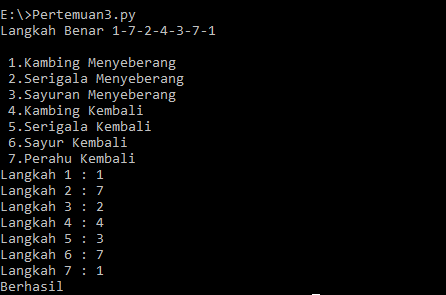 E:\>Pertemuan3.py
Langkah Benar 1-7-2-4-3-7-1
1.Kambing Menyeberang
2.Serigala Menyeberang
3.Sayuran Menyeberang
4.Kambing Kembali
5.Serigala Kembali
6.Sayur Kembali
7.Perahu Kembali
Langkah 1 : 1
Langkah 2 : 7
Langkah 3 : 2
Langkah 4 : 4
Langkah 5 : 3
Langkah 6 : 7
Langkah 7 : 1
Berhasil